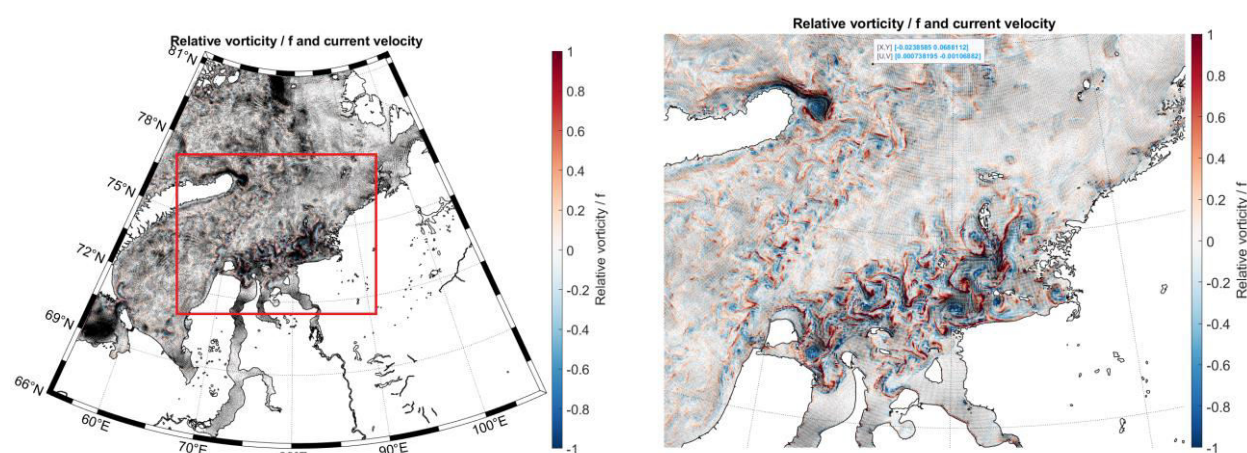 Relative vorticity / f and current velocity
81°N
78°N
75°N
72°N
69°N
66°N
60°E
70°E
90°E
100°E
1
0.8
0.6
0.4
0.2
0
-0.2
-0.4
-0.6
-0.8
-1
Relative vorticity / f
Relative vorticity / f and current velocity
[X,Y] [-0.0238585 0.0688112]
[U,V] [0.000738195 -0.00106882]
1
0.8
0.6
0.4
0.2
0
-0.2
-0.4
-0.6
-0.8
-1
Relative vorticity / f